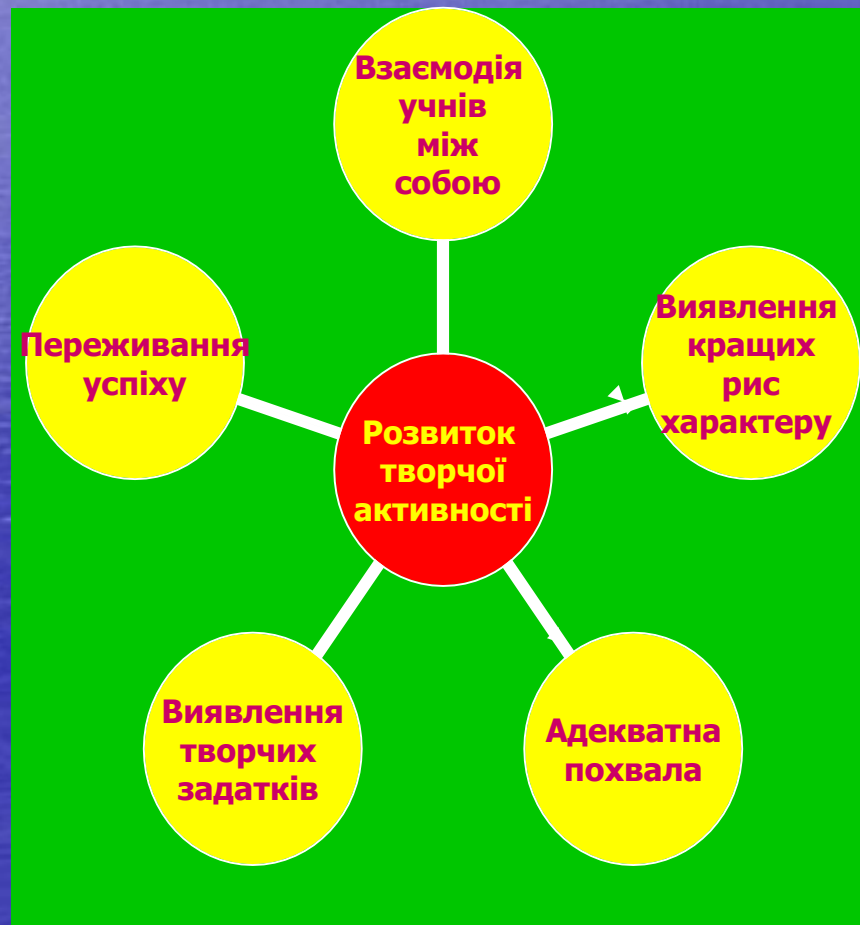 Взаємодія
учнів
між
собою
Переживання
успіху
Виявлення
кращих
рис
характеру
Розвиток
творчої
активності
Виявлення
творчих
задатків
Адекватна
похвала